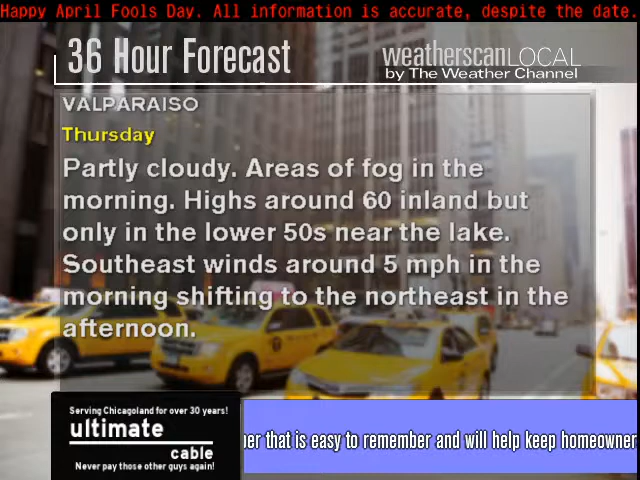 Happy April Fools Day. All information is accurate, despite the date.
36 Hour Forecast
weatherscanLOCAL
by The Weather Channel
VALPARAISO
Thursday
Partly cloudy. Areas of fog in the
morning. Highs around 60 inland but
only in the lower 50s near the lake.
Southeast winds around 5 mph in the
morning shifting to the northeast in the
afternoon.
Serving Chicagoland for over 30 years!
ultimate
cable
Never pay those other guys again!
that is easy to remember and will help keep homeowner